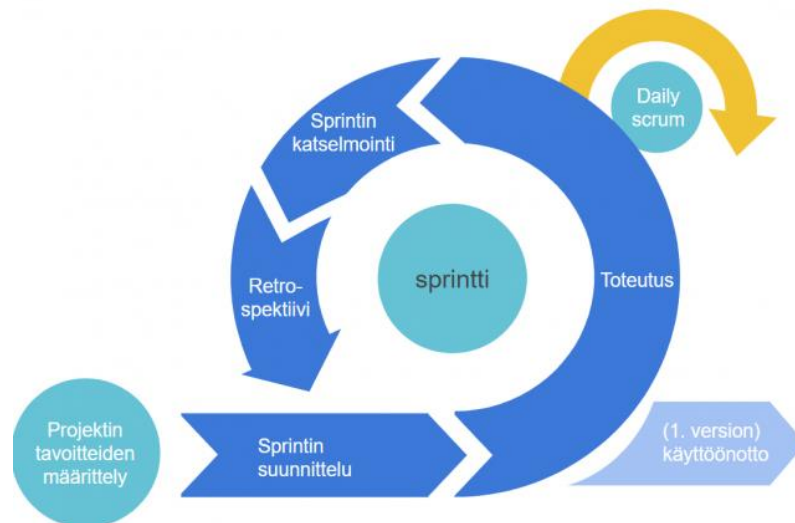 Daily
scrum
Sprintin
katselmointi
Retro-
spektiivi
sprintti
Toteutus
Projektin
tavoitteiden
määrittely
Sprintin
suunnittelu
(1. version)
käyttöönotto